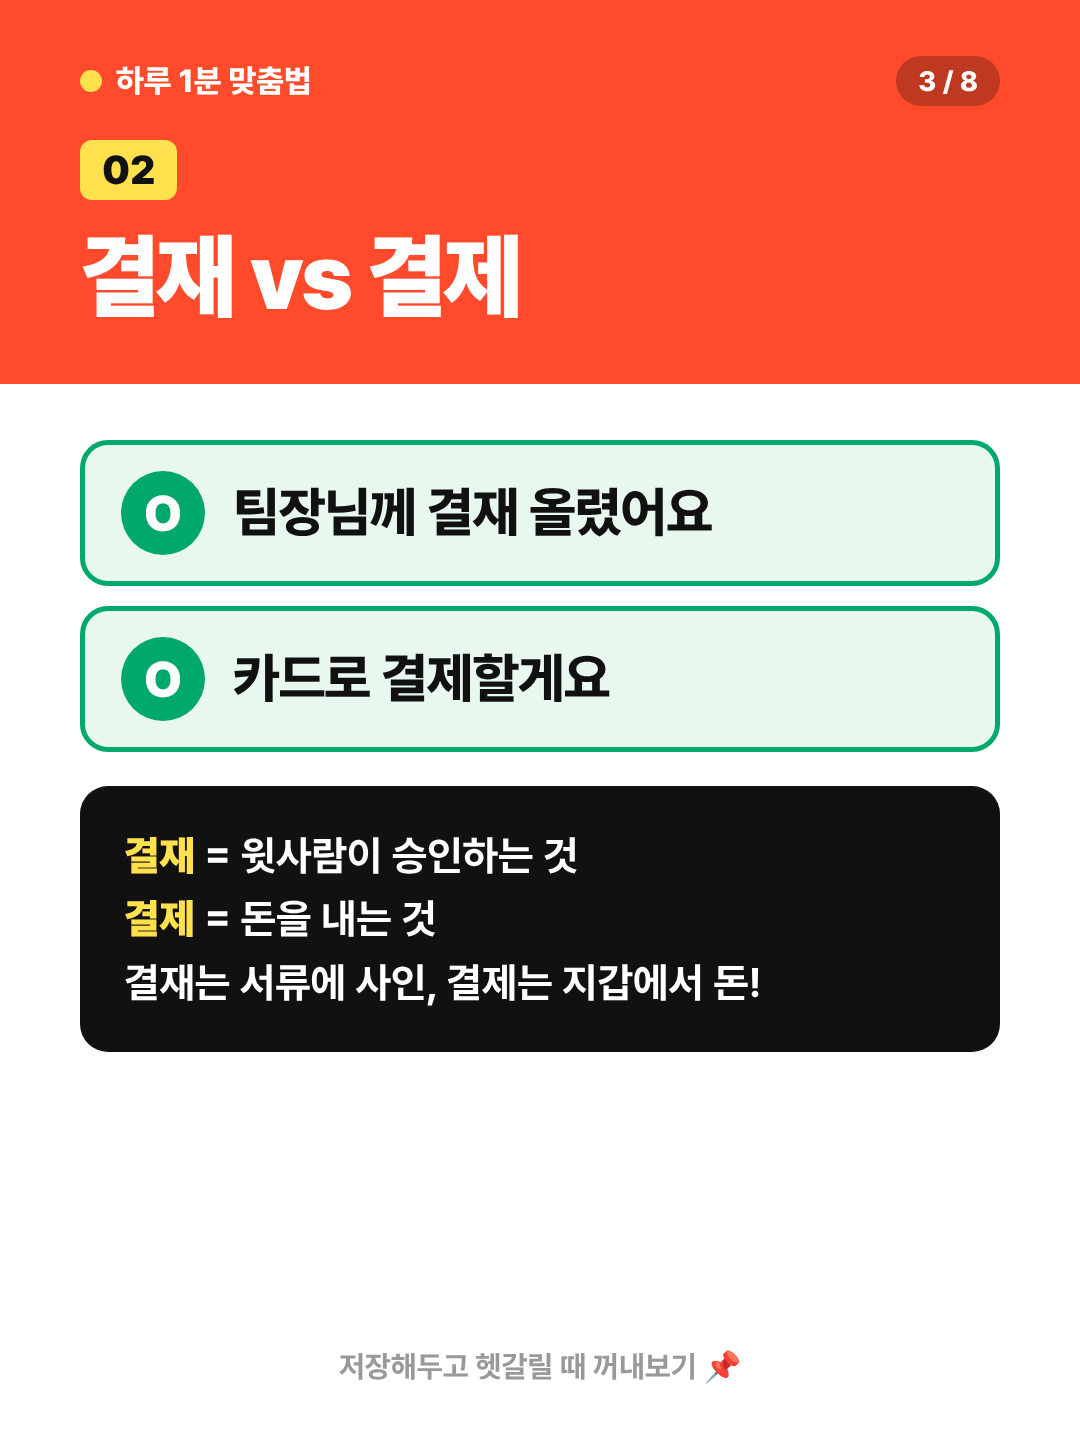 하루 1분 맞춤법
3 / 8
02
결재 vs 결제
O 팀장님께 결재 올렸어요
O 카드로 결제할게요
결재 = 윗사람이 승인하는 것
결제 = 돈을 내는 것
결재는 서류에 사인, 결제는 지갑에서 돈!
저장해두고 헷갈릴 때 꺼내보기 📌